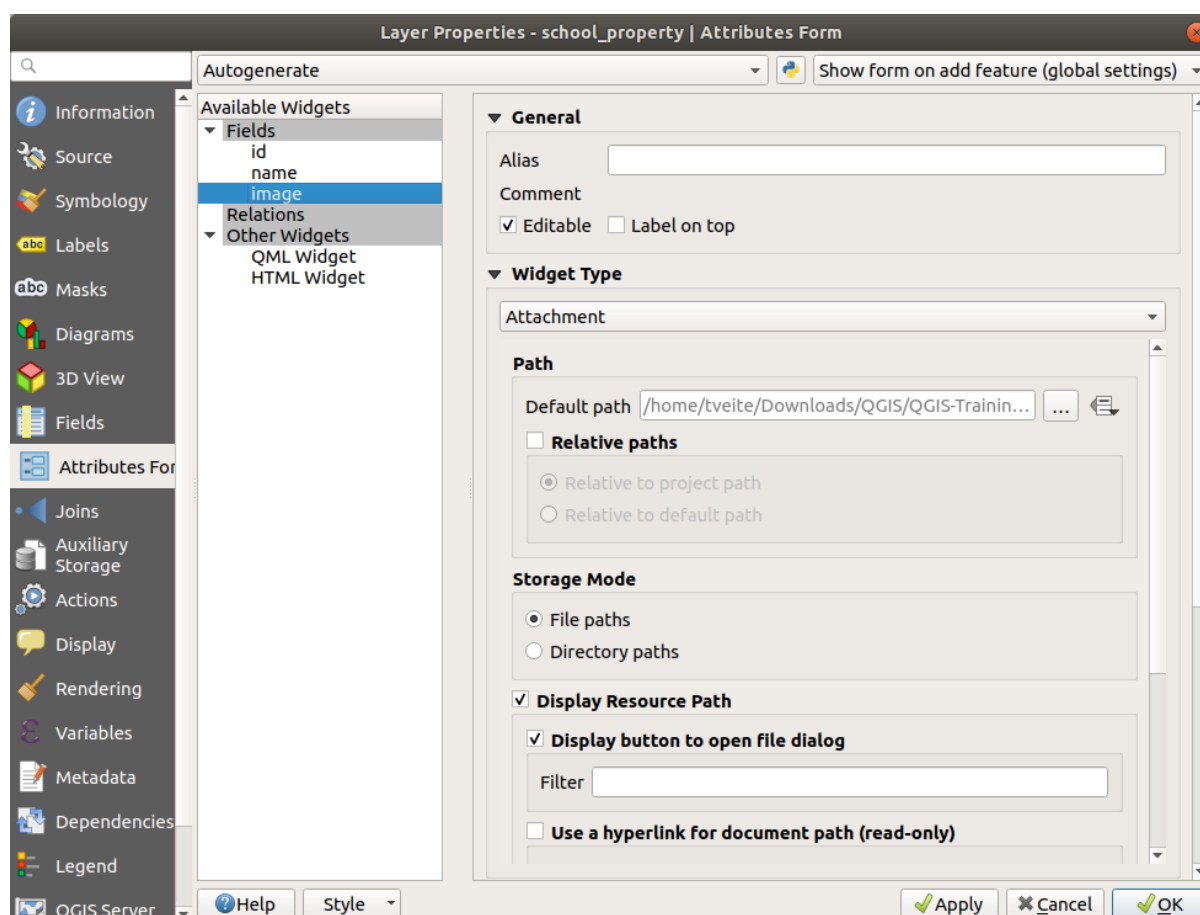 Layer Properties - school_property | Attributes Form
Autogenerate
Show form on add feature (global settings)
Information
Source
Symbology
abc Labels
abc Masks
Diagrams
3D View
Fields
Attributes For
Joins
Auxiliary
Storage
Actions
Display
Rendering
Variables
Metadata
Dependencies
Legend
QGIS Server
Available Widgets
Fields
id
name
image
Relations
Other Widgets
QML Widget
HTML Widget
General
Alias
Comment
Editable Label on top
Widget Type
Attachment
Path
Default path /home/tveite/Downloads/QGIS/QGIS-Trainin... ...
Relative paths
Relative to project path
Relative to default path
Storage Mode
File paths
Directory paths
Display Resource Path
Display button to open file dialog
Filter
Use a hyperlink for document path (read-only)
Help Style Apply Cancel OK